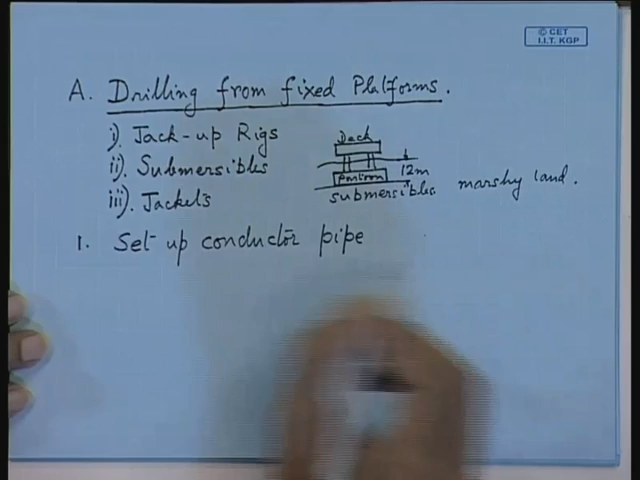 © CET
I.I.T. KGP
A. Drilling from fixed Platforms.
i) Jack-up Rigs
ii) Submersibles
iii) Jackets
Deck
12m
Pontoon
submersibles
marshy land.
1. Set up conductor pipe